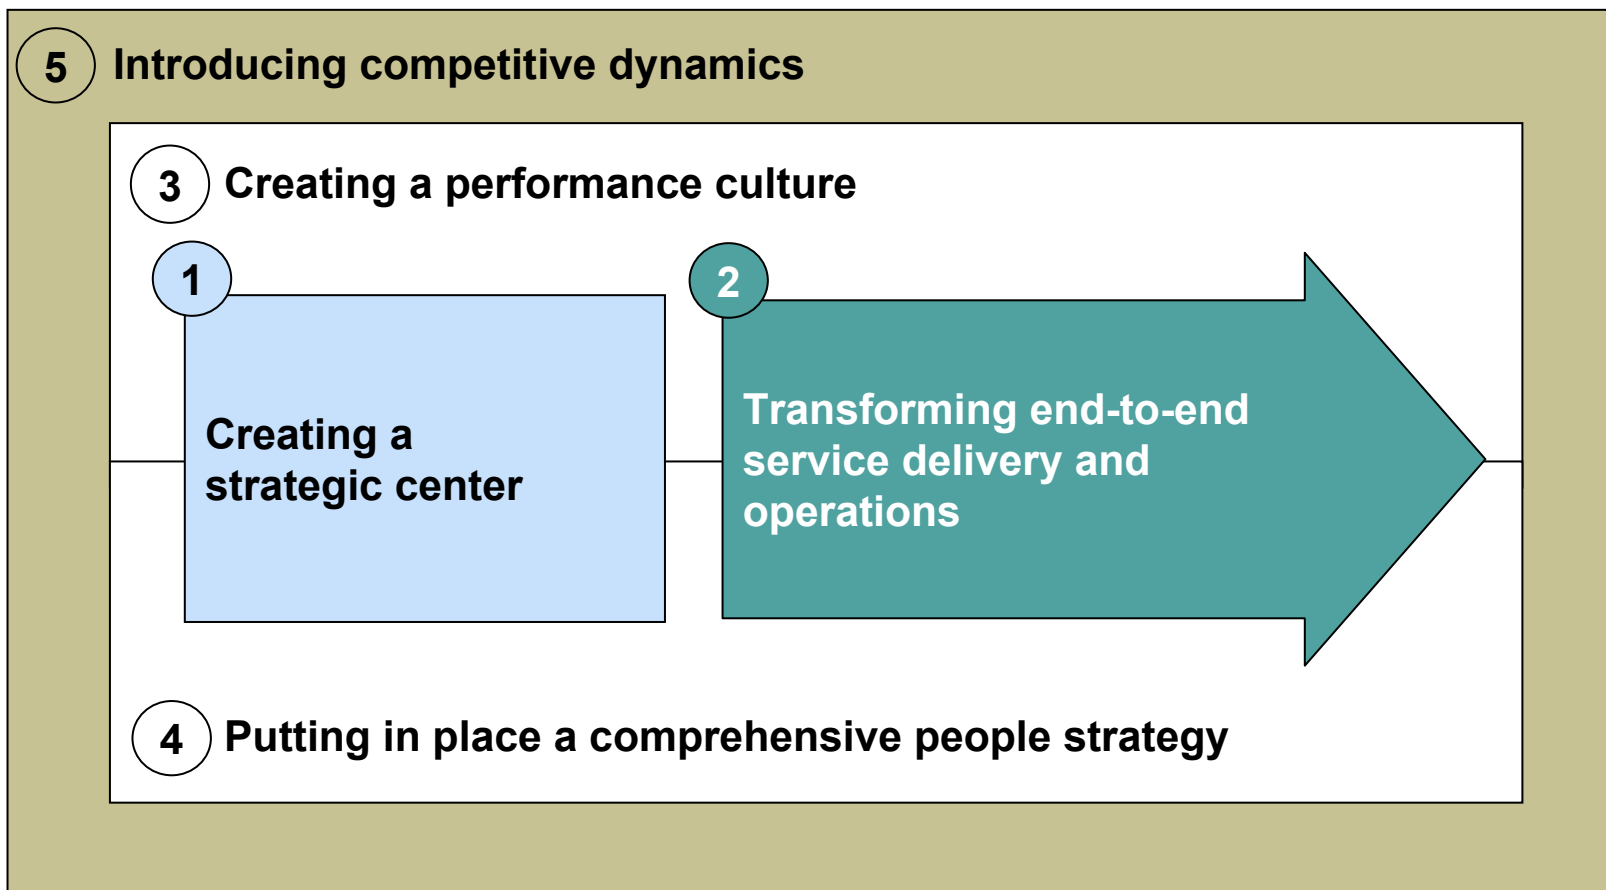 5 Introducing competitive dynamics
3 Creating a performance culture
1
2
Creating a
strategic center
Transforming end-to-end
service delivery and
operations
4 Putting in place a comprehensive people strategy